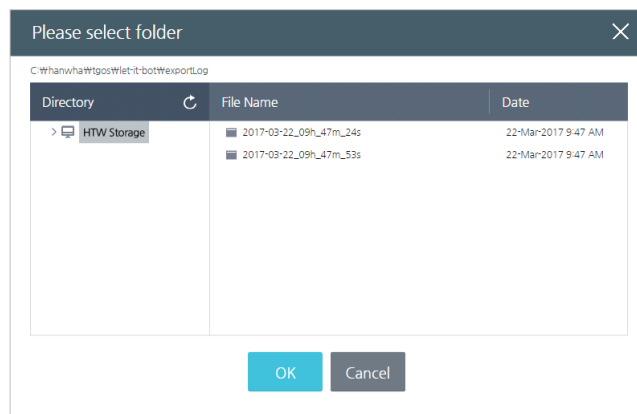 Please select folder
C:₩hanwha₩tgos₩let-it-bot₩exportLog
Directory File Name Date
HTW Storage 2017-03-22_09h_47m_24s 22-Mar-2017 9:47 AM
2017-03-22_09h_47m_53s 22-Mar-2017 9:47 AM
OK Cancel